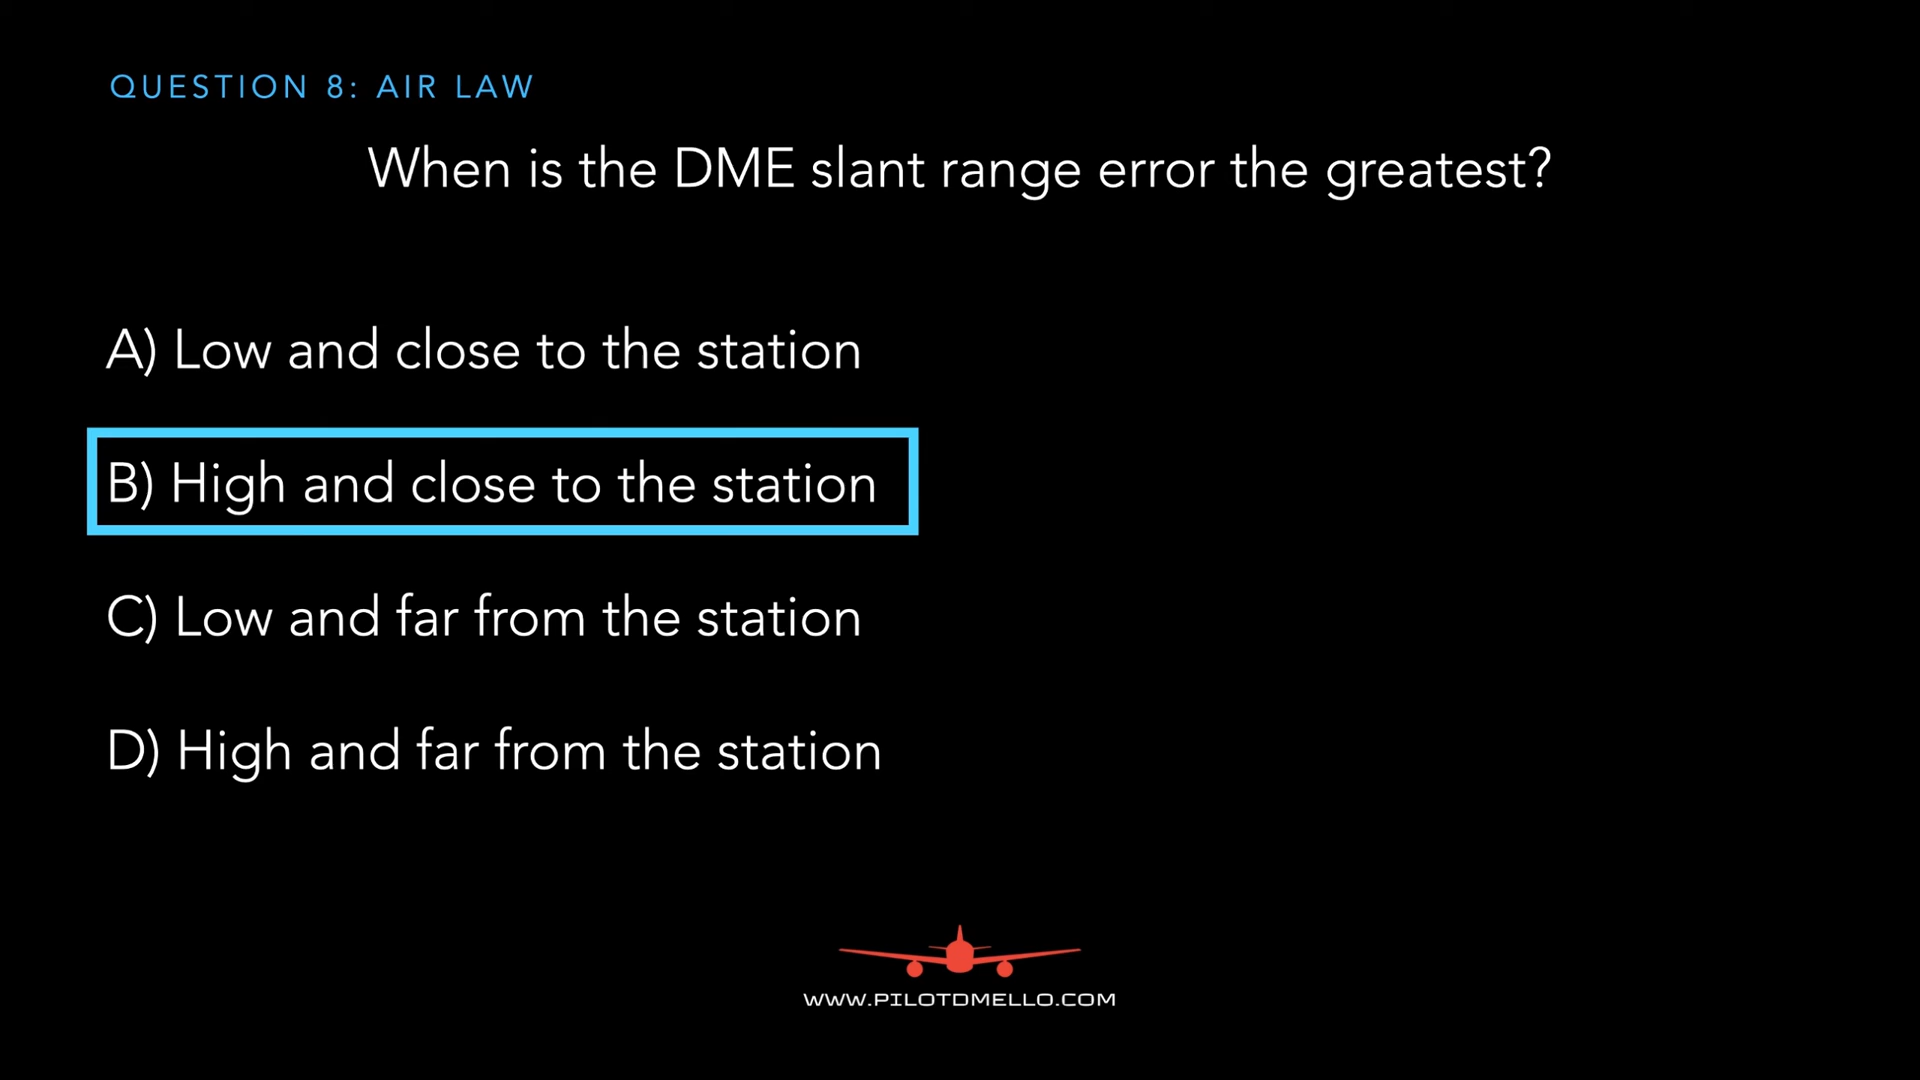 QUESTION 8: AIR LAW
When is the DME slant range error the greatest?
A) Low and close to the station
B) High and close to the station
C) Low and far from the station
D) High and far from the station
WWW.PILOTDMELLO.COM